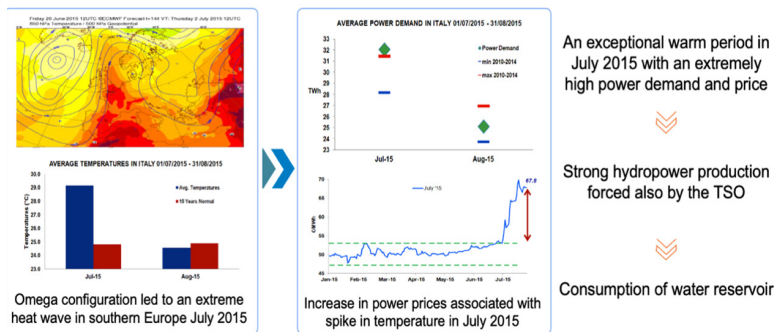 Friday 26 June 2015 12UTC ©ECMWF Forecast t+144 VT: Thursday 2 July 2015 12UTC
850 hPa Temperature / 500 hPa Geopotential
AVERAGE TEMPERATURES IN ITALY 01/07/2015 - 31/08/2015
Temperatures (°C)
30.0
29.0
28.0
27.0
26.0
25.0
24.0
23.0
Avg. Temperatures
15 Years Normal
Jul-15
Aug-15
Omega configuration led to an extreme
heat wave in southern Europe July 2015
AVERAGE POWER DEMAND IN ITALY 01/07/2015 - 31/08/2015
TWh
33
32
31
30
29
28
27
26
25
24
23
Power Demand
min 2010-2014
max 2010-2014
Jul-15
Aug-15
€/MWh
70
65
60
55
50
45
July '15
67.8
Jan-15 Feb-15 Mar-15 Apr-15 May-15 Jun-15 Jul-15
Increase in power prices associated with
spike in temperature in July 2015
An exceptional warm period in
July 2015 with an extremely
high power demand and price
Strong hydropower production
forced also by the TSO
Consumption of water reservoir